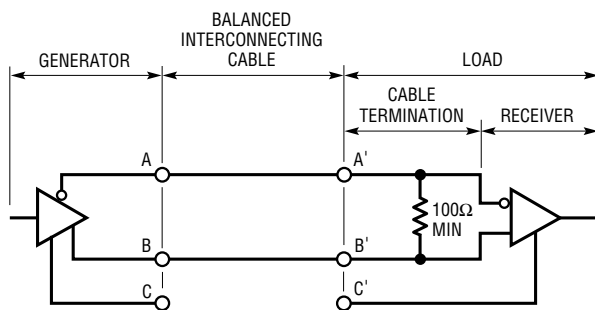 BALANCED
INTERCONNECTING
CABLE
GENERATOR
LOAD
CABLE
TERMINATION
RECEIVER
A
A'
100Ω
MIN
B
B'
C
C'